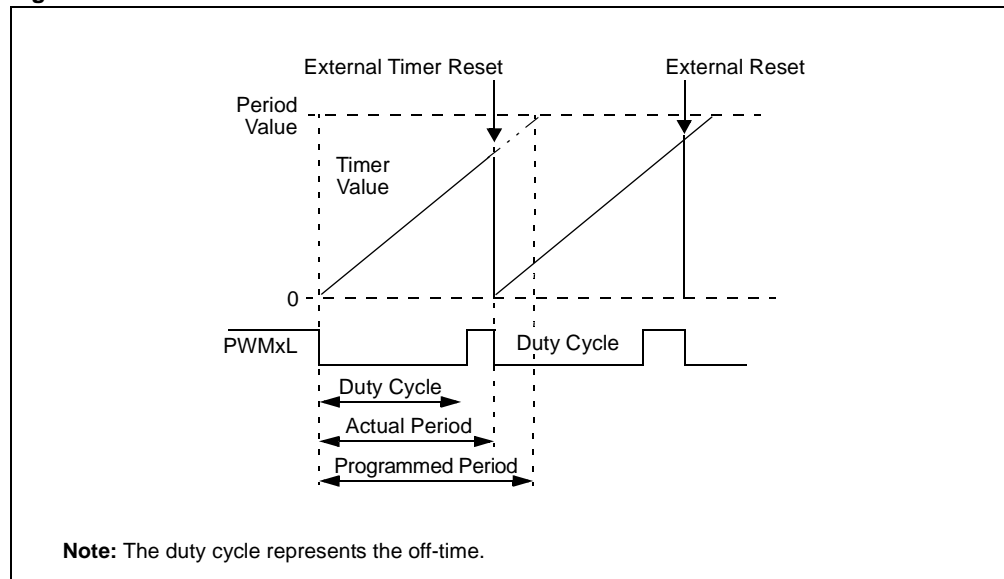 External Timer Reset
External Reset
Period
Value
Timer
Value
0
PWMxL
Duty Cycle
Duty Cycle
Actual Period
Programmed Period
Note: The duty cycle represents the off-time.